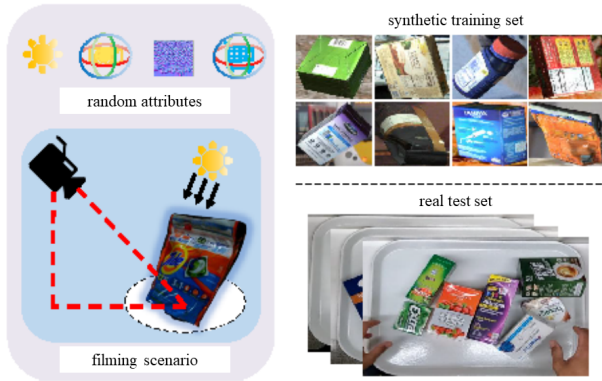 random attributes
filming scenario
synthetic training set
real test set